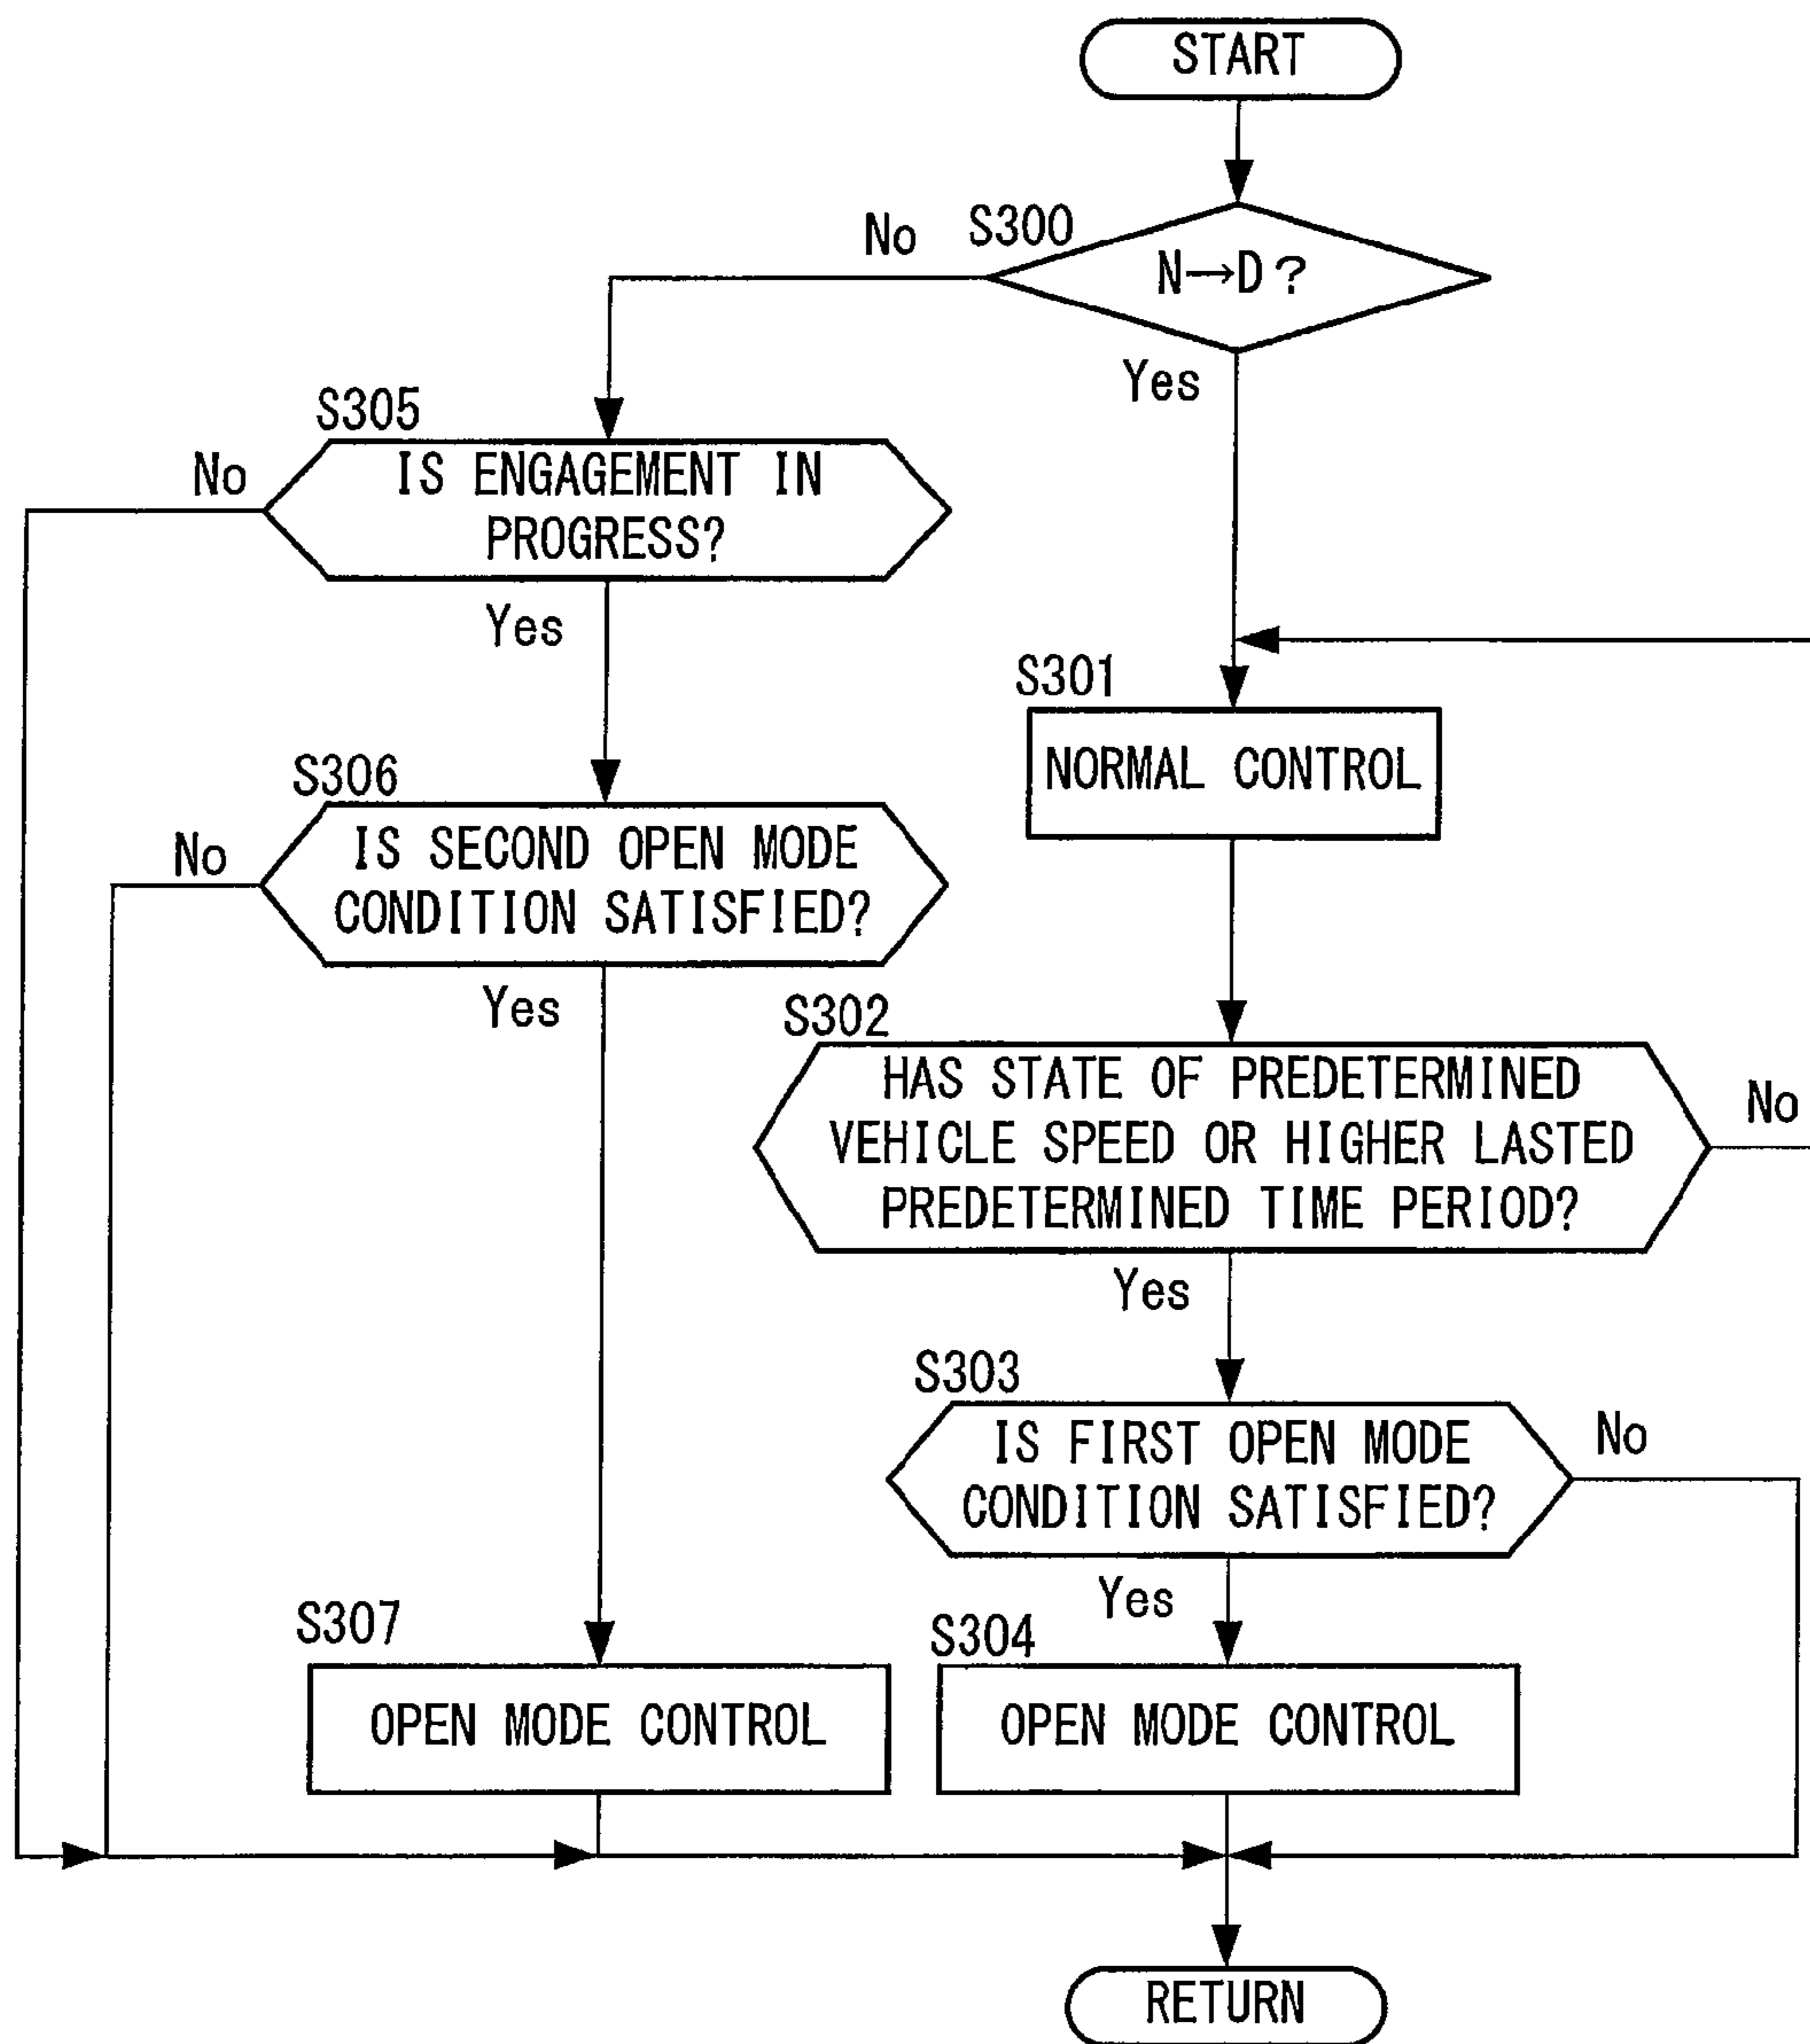 START
No
S300
N→D?
Yes
S305
No
IS ENGAGEMENT IN
PROGRESS?
Yes
S301
NORMAL CONTROL
S306
No
IS SECOND OPEN MODE
CONDITION SATISFIED?
Yes
S302
HAS STATE OF PREDETERMINED
VEHICLE SPEED OR HIGHER LASTED
PREDETERMINED TIME PERIOD?
No
Yes
S303
IS FIRST OPEN MODE
CONDITION SATISFIED?
No
Yes
S307
OPEN MODE CONTROL
S304
OPEN MODE CONTROL
RETURN